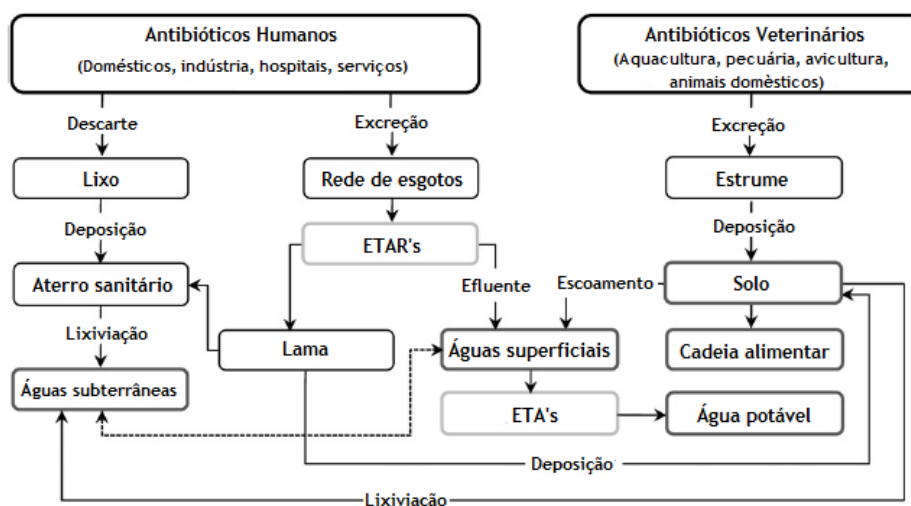 Antibióticos Humanos
(Domésticos, indústria, hospitais, serviços)
Antibióticos Veterinários
(Aquacultura, pecuária, avicultura,
animais domèsticos)
Descarte
Excreção
Excreção
Lixo
Rede de esgotos
Estrume
Deposição
Deposição
ETAR's
Aterro sanitário
Efluente
Escoamento
Solo
Lixiviação
Lama
Águas superficiais
Cadeia alimentar
Águas subterrâneas
ETA's
Água potável
Deposição
Lixiviação